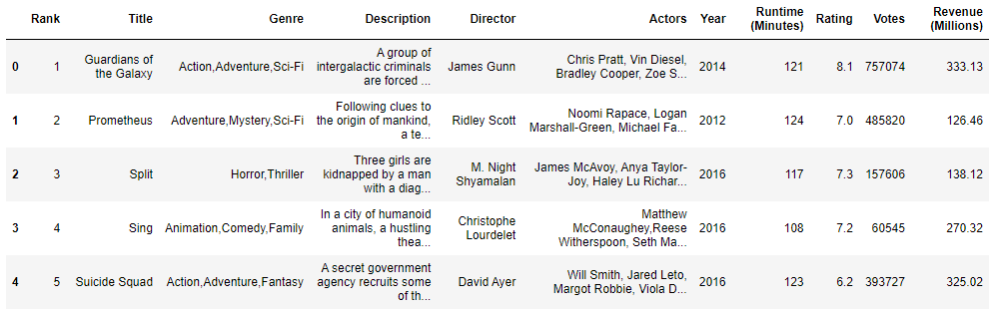 Rank Title Genre Description Director Actors Year Runtime (Minutes) Rating Votes Revenue (Millions)
0 1 Guardians of the Galaxy Action,Adventure,Sci-Fi A group of intergalactic criminals are forced ... James Gunn Chris Pratt, Vin Diesel, Bradley Cooper, Zoe S... 2014 121 8.1 757074 333.13
1 2 Prometheus Adventure,Mystery,Sci-Fi Following clues to the origin of mankind, a te... Ridley Scott Noomi Rapace, Logan Marshall-Green, Michael Fa... 2012 124 7.0 485820 126.46
2 3 Split Horror,Thriller Three girls are kidnapped by a man with a diag... M. Night Shyamalan James McAvoy, Anya Taylor-Joy, Haley Lu Richar... 2016 117 7.3 157606 138.12
3 4 Sing Animation,Comedy,Family In a city of humanoid animals, a hustling thea... Christophe Lourdelet Matthew McConaughey,Reese Witherspoon, Seth Ma... 2016 108 7.2 60545 270.32
4 5 Suicide Squad Action,Adventure,Fantasy A secret government agency recruits some of th... David Ayer Will Smith, Jared Leto, Margot Robbie, Viola D... 2016 123 6.2 393727 325.02